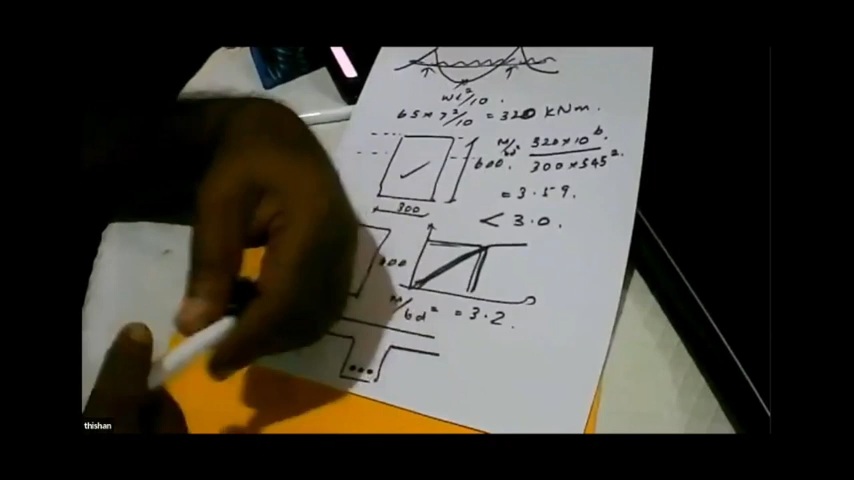 wl²/10 .
65 × 7²/10 = 320 kNm .
M/bd² 320×10⁶ .
600 . 300 × 545² .
= 3.59 .
300
< 3.0 .
600
M/bd² = 3.2 .
thishan